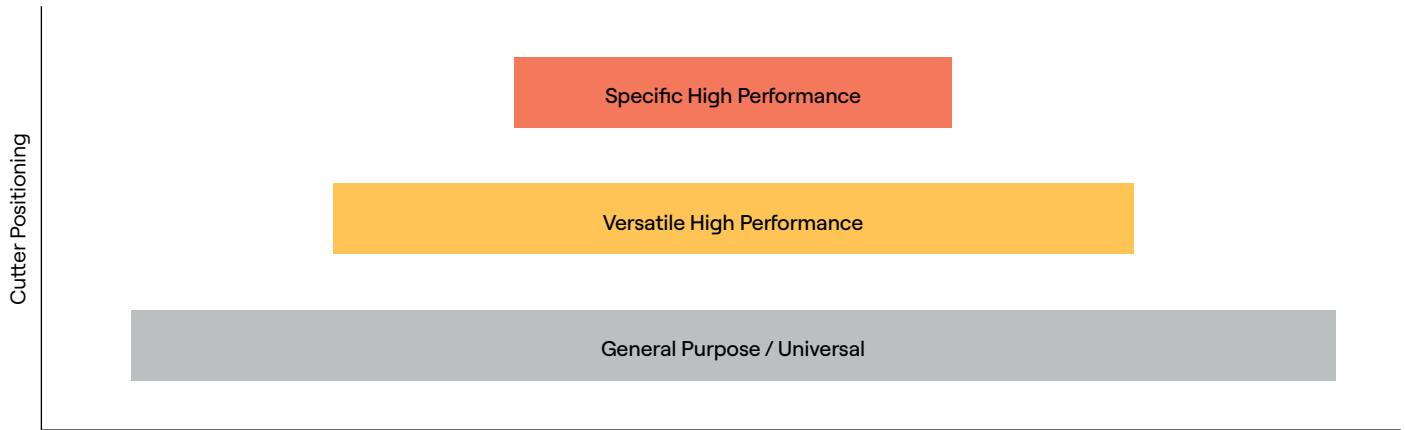 Cutter Positioning
Specific High Performance
Versatile High Performance
General Purpose / Universal